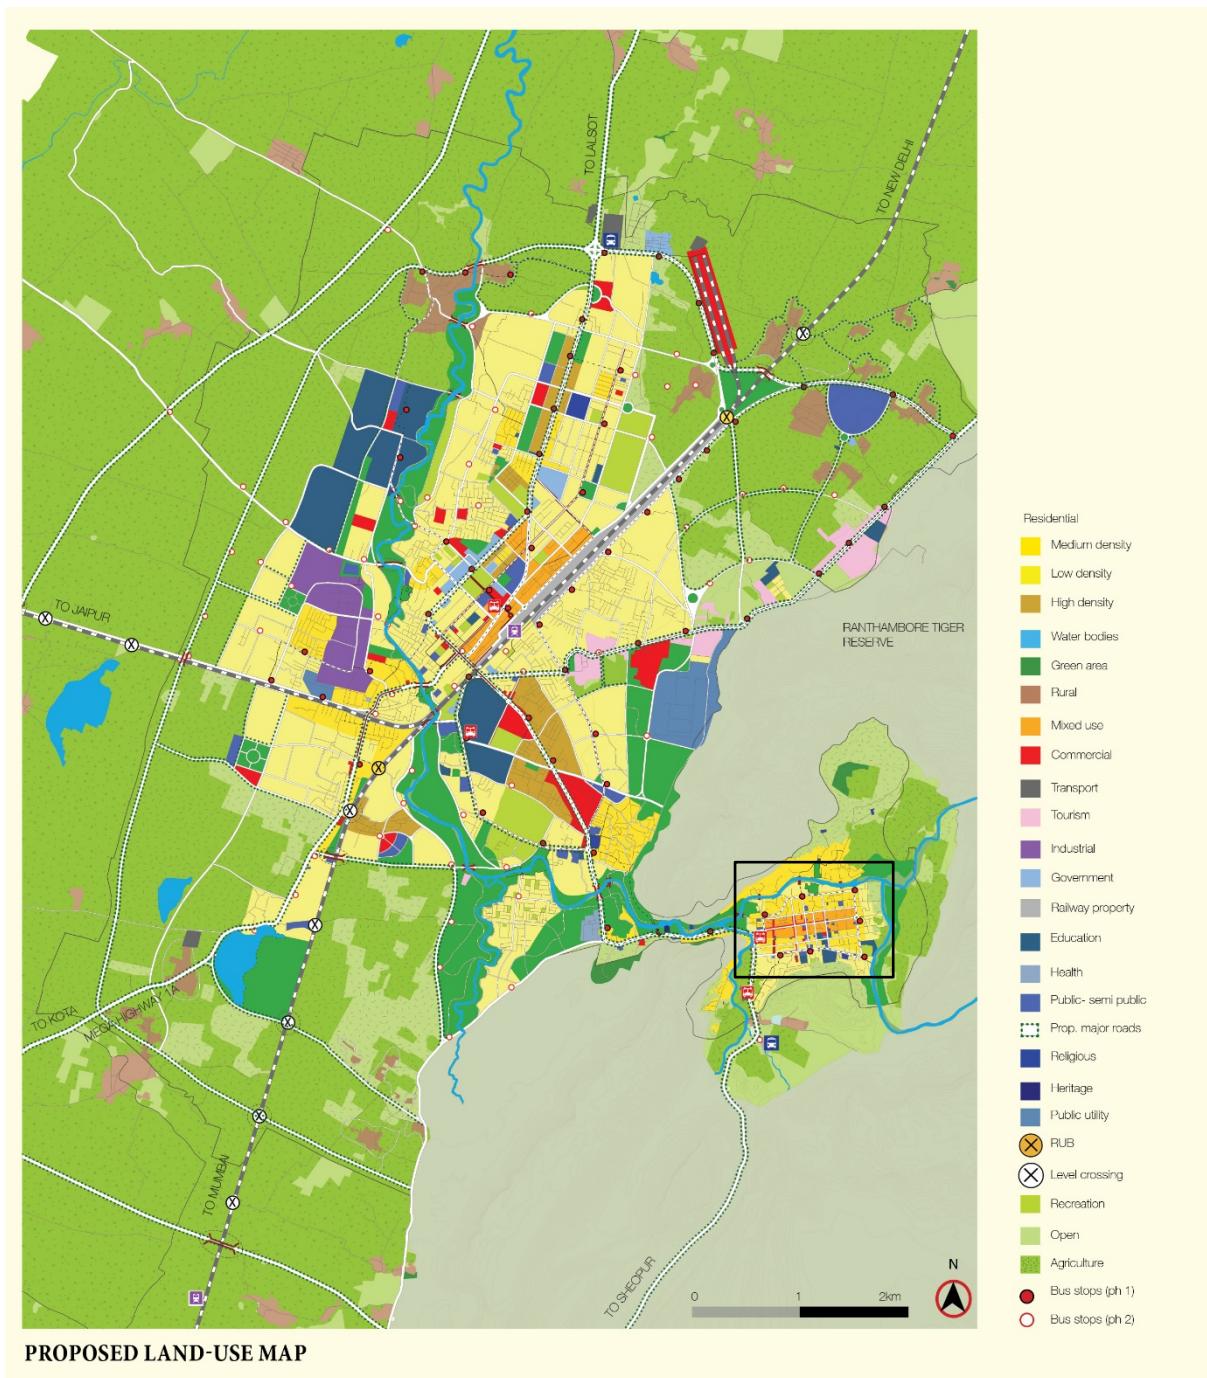 TO LALSOT
TO NEW DELHI
TO JAIPUR
RANTHAMBORE TIGER
RESERVE
TO KOTA
MEGA HIGHWAY 1A
TO MUMBAI
TO SHEOPUR
N
0 1 2km
Residential
Medium density
Low density
High density
Water bodies
Green area
Rural
Mixed use
Commercial
Transport
Tourism
Industrial
Government
Railway property
Education
Health
Public- semi public
Prop. major roads
Religious
Heritage
Public utility
RUB
Level crossing
Recreation
Open
Agriculture
Bus stops (ph 1)
Bus stops (ph 2)
PROPOSED LAND-USE MAP